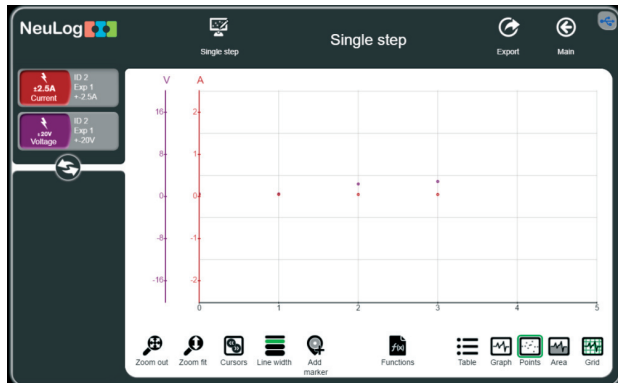 NeuLog
Single step
Single step
Export
Main
±2.5A
Current
ID 2
Exp 1
+-2.5A
±20V
Voltage
ID 2
Exp 1
+-20V
V
A
16
8
0
-8
-16
2
1
0
-1
-2
0
1
2
3
4
5
Zoom out
Zoom fit
Cursors
Line width
Add
marker
f(x)
Functions
Table
Graph
Points
Area
Grid